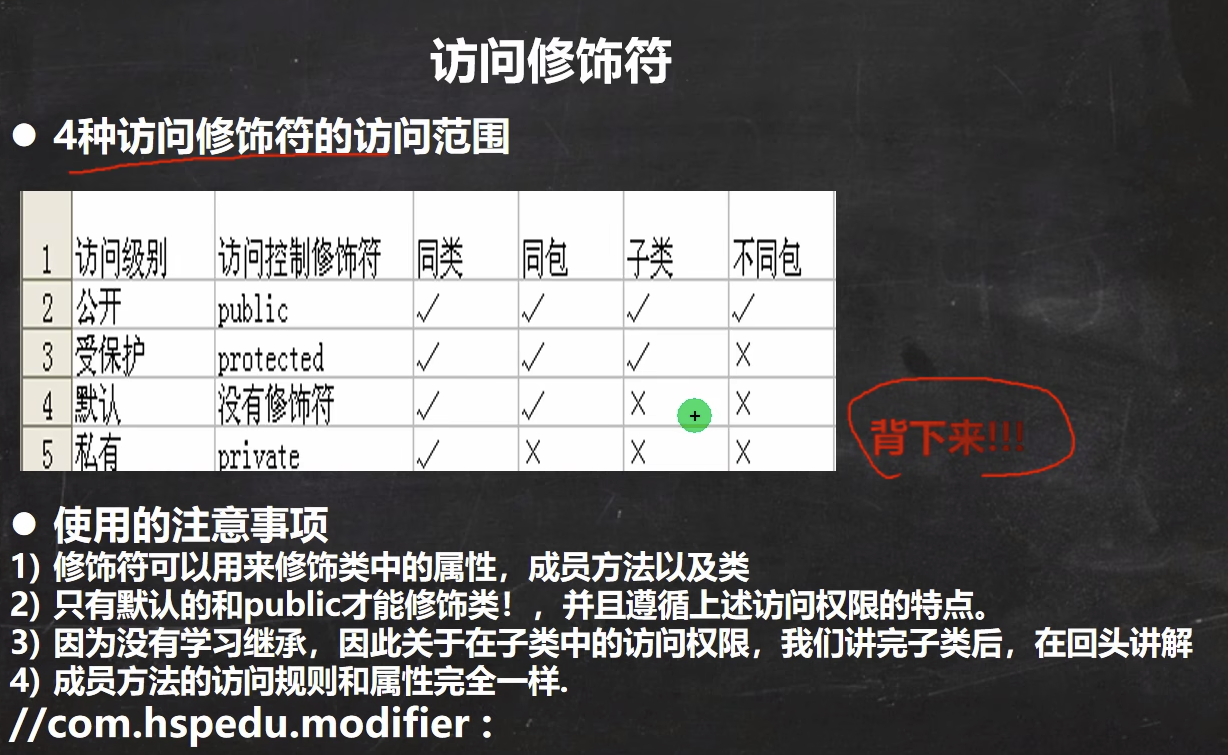 访问修饰符
● 4种访问修饰符的访问范围
1 访问级别 访问控制修饰符 同类 同包 子类 不同包
2 公开 public √ √ √ √
3 受保护 protected √ √ √ ×
4 默认 没有修饰符 √ √ × ×
5 私有 private √ × × ×
背下来!!!
● 使用的注意事项
1) 修饰符可以用来修饰类中的属性，成员方法以及类
2) 只有默认的和public才能修饰类！，并且遵循上述访问权限的特点。
3) 因为没有学习继承，因此关于在子类中的访问权限，我们讲完子类后，在回头讲解
4) 成员方法的访问规则和属性完全一样.
//com.hspedu.modifier :